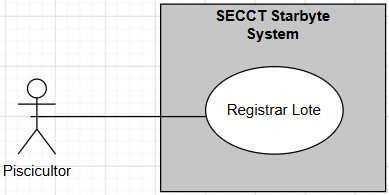 SECCT Starbyte
System
Registrar Lote
Piscicultor